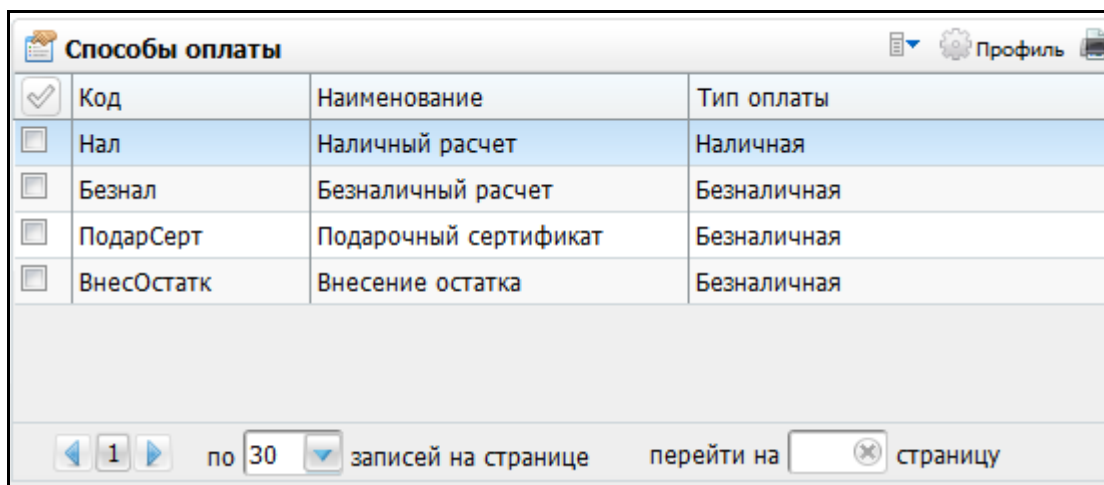 Способы оплаты Профиль
Код Наименование Тип оплаты
Нал Наличный расчет Наличная
Безнал Безналичный расчет Безналичная
ПодарСерт Подарочный сертификат Безналичная
ВнесОстатк Внесение остатка Безналичная
1 по 30 записей на странице перейти на страницу